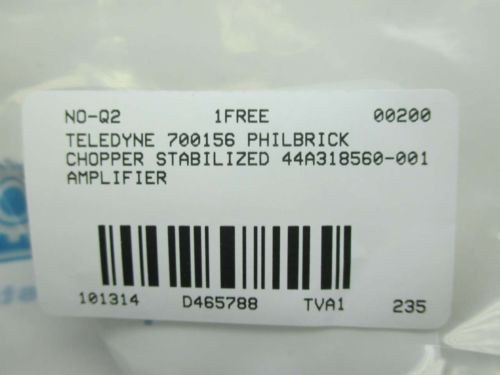 NO-Q2 1FREE 00200
TELEDYNE 700156 PHILBRICK
CHOPPER STABILIZED 44A318560-001
AMPLIFIER
101314 D465788 TVA1 235